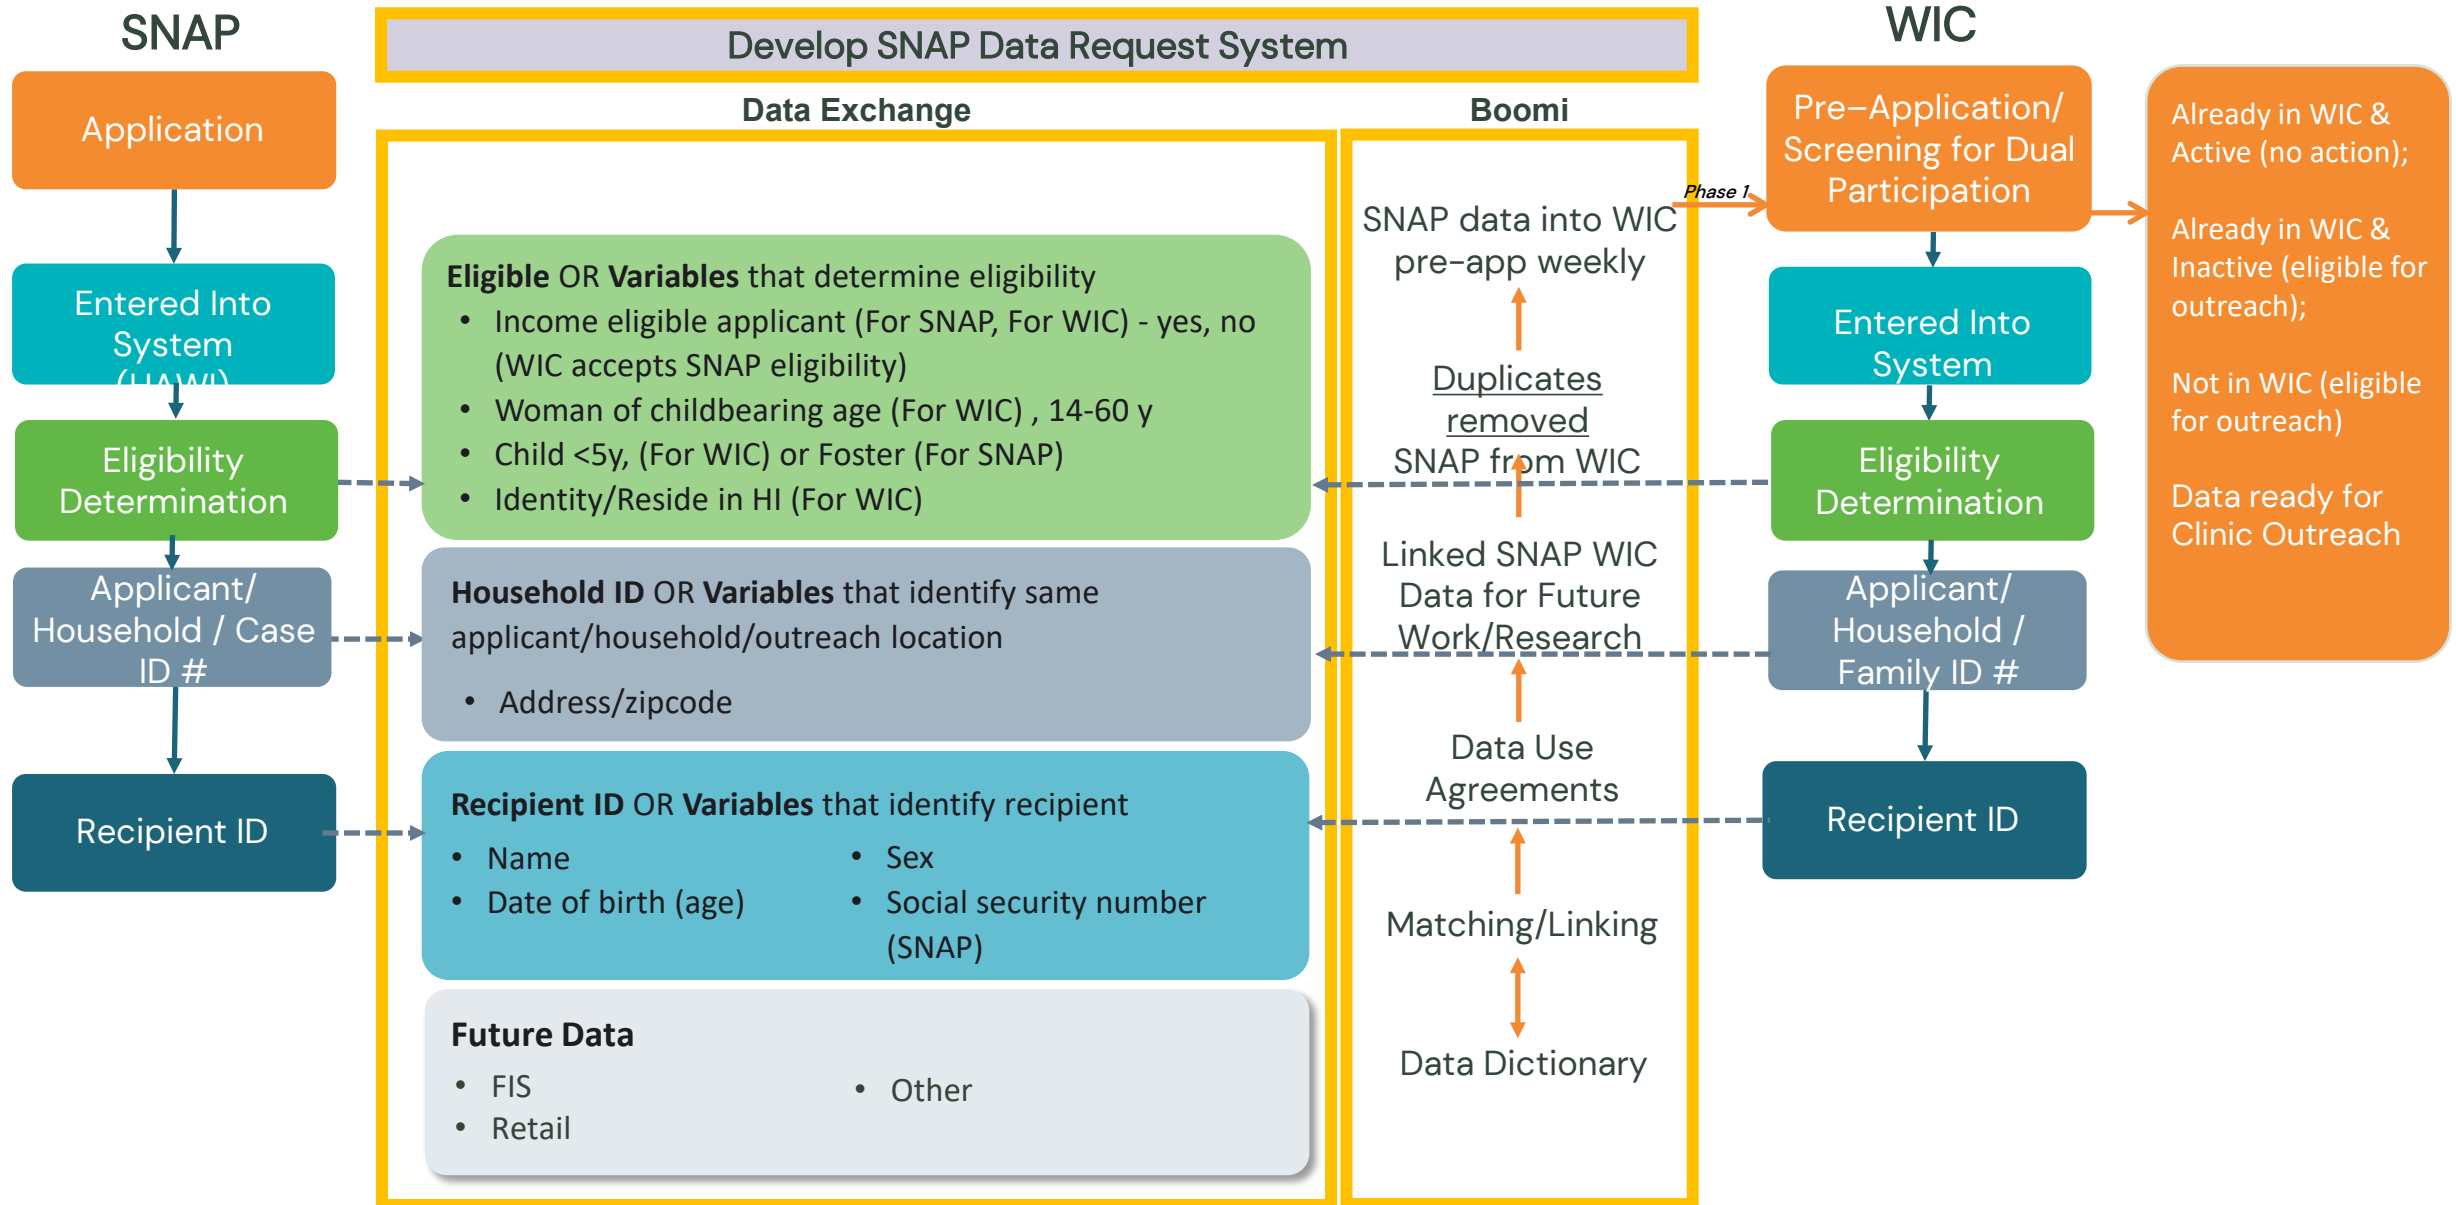 SNAP
Application
Entered Into
System
(HAWI)
Eligibility
Determination
Applicant/
Household / Case
ID #
Recipient ID
Develop SNAP Data Request System
Data Exchange
Eligible OR Variables that determine eligibility
• Income eligible applicant (For SNAP, For WIC) - yes, no
(WIC accepts SNAP eligibility)
• Woman of childbearing age (For WIC) , 14-60 y
• Child <5y, (For WIC) or Foster (For SNAP)
• Identity/Reside in HI (For WIC)
Household ID OR Variables that identify same
applicant/household/outreach location
• Address/zipcode
Recipient ID OR Variables that identify recipient
• Name
• Date of birth (age)
• Sex
• Social security number
(SNAP)
Future Data
• FIS
• Retail
• Other
Boomi
SNAP data into WIC
pre-app weekly
Duplicates
removed
SNAP from WIC
Linked SNAP WIC
Data for Future
Work/Research
Data Use
Agreements
Matching/Linking
Data Dictionary
Phase 1
WIC
Pre-Application/
Screening for Dual
Participation
Entered Into
System
Eligibility
Determination
Applicant/
Household /
Family ID #
Recipient ID
Already in WIC &
Active (no action);
Already in WIC &
Inactive (eligible for
outreach);
Not in WIC (eligible
for outreach)
Data ready for
Clinic Outreach